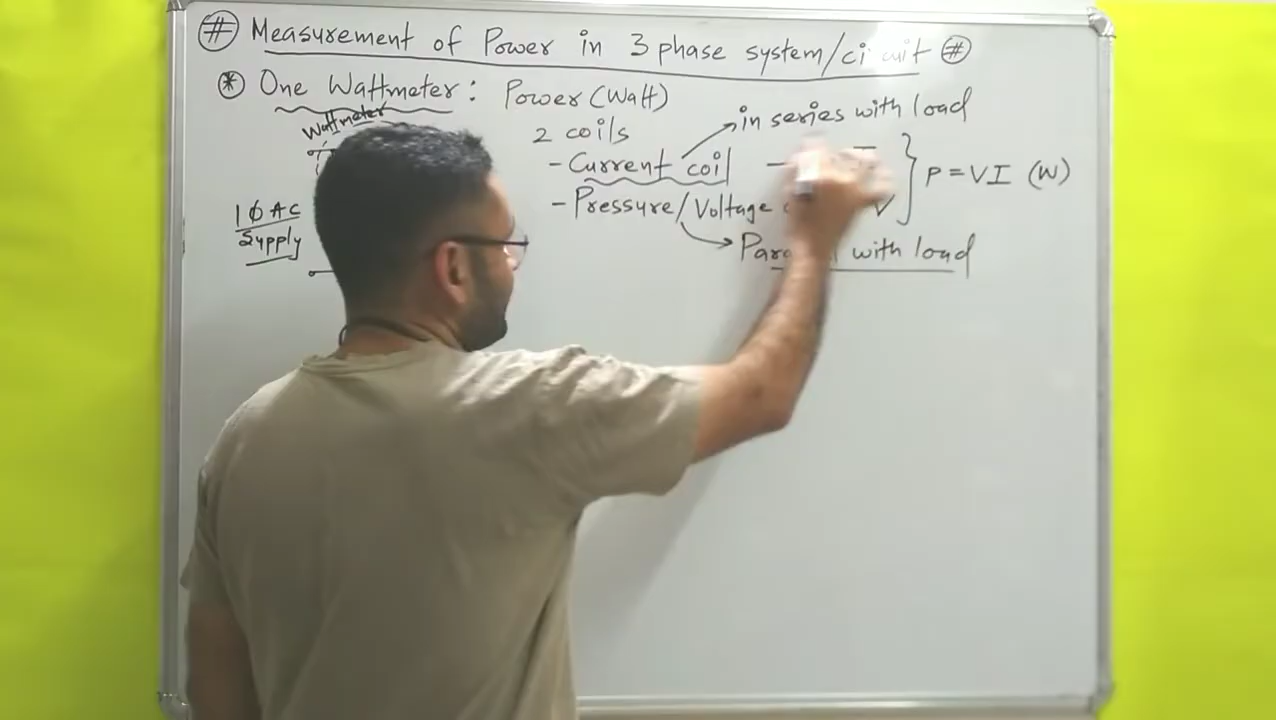 # Measurement of Power in 3 phase system/circuit #
* One Wattmeter : Power (Watt)
Wattmeter
2 coils
in series with load
- Current coil - I
- Pressure/Voltage V
} P = VI (W)
1ϕ AC
Supply
with load